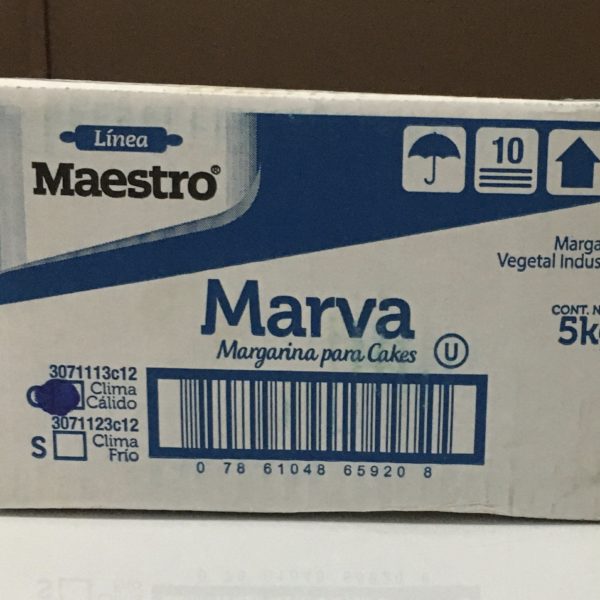 Línea
Maestro®
10
Marga
Vegetal Indus
Marva
Margarina para Cakes
U
CONT. N
5k
3071113c12
Clima
Cálido
3071123c12
S
Clima
Frío
0 78 61048 65920 8